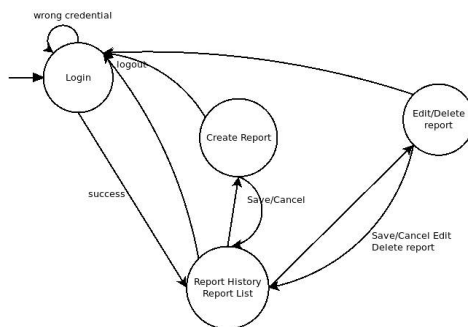 wrong credential
Login
logout
Create Report
Edit/Delete
report
success
Save/Cancel
Save/Cancel Edit
Delete report
Report History
Report List